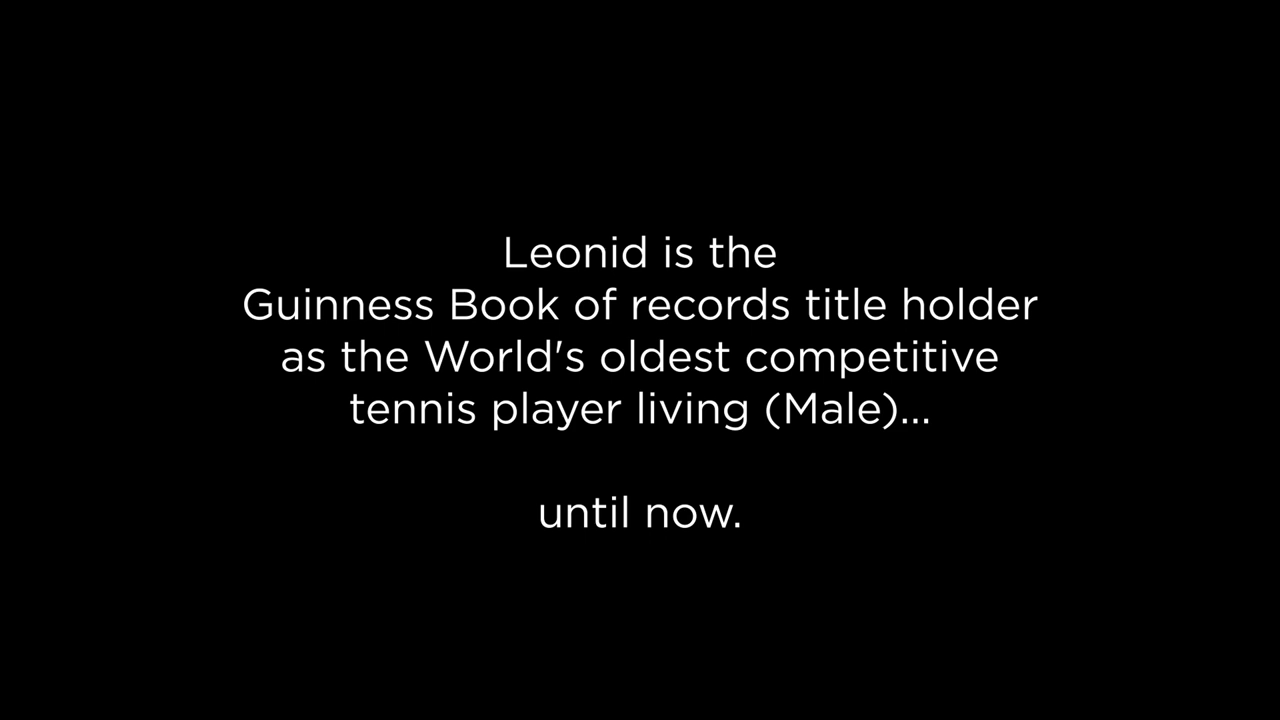 Leonid is the
Guinness Book of records title holder
as the World's oldest competitive
tennis player living (Male)...
until now.